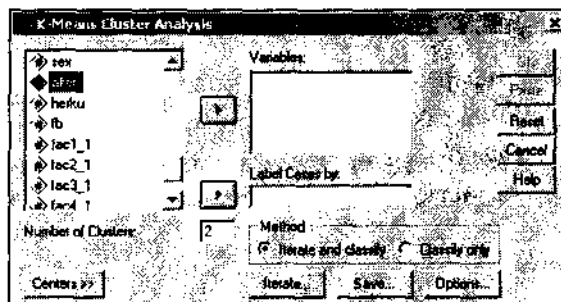 K-Means Cluster Analysis
sex
alter
herku
fb
fac1_1
fac2_1
fac3_1
fac4_1
Number of Clusters:
2
Centers >>
Variables:
Label Cases by:
Method
Iterate and classify
Classify only
Iterate...
Save...
Options...
Paste
Reset
Cancel
Help